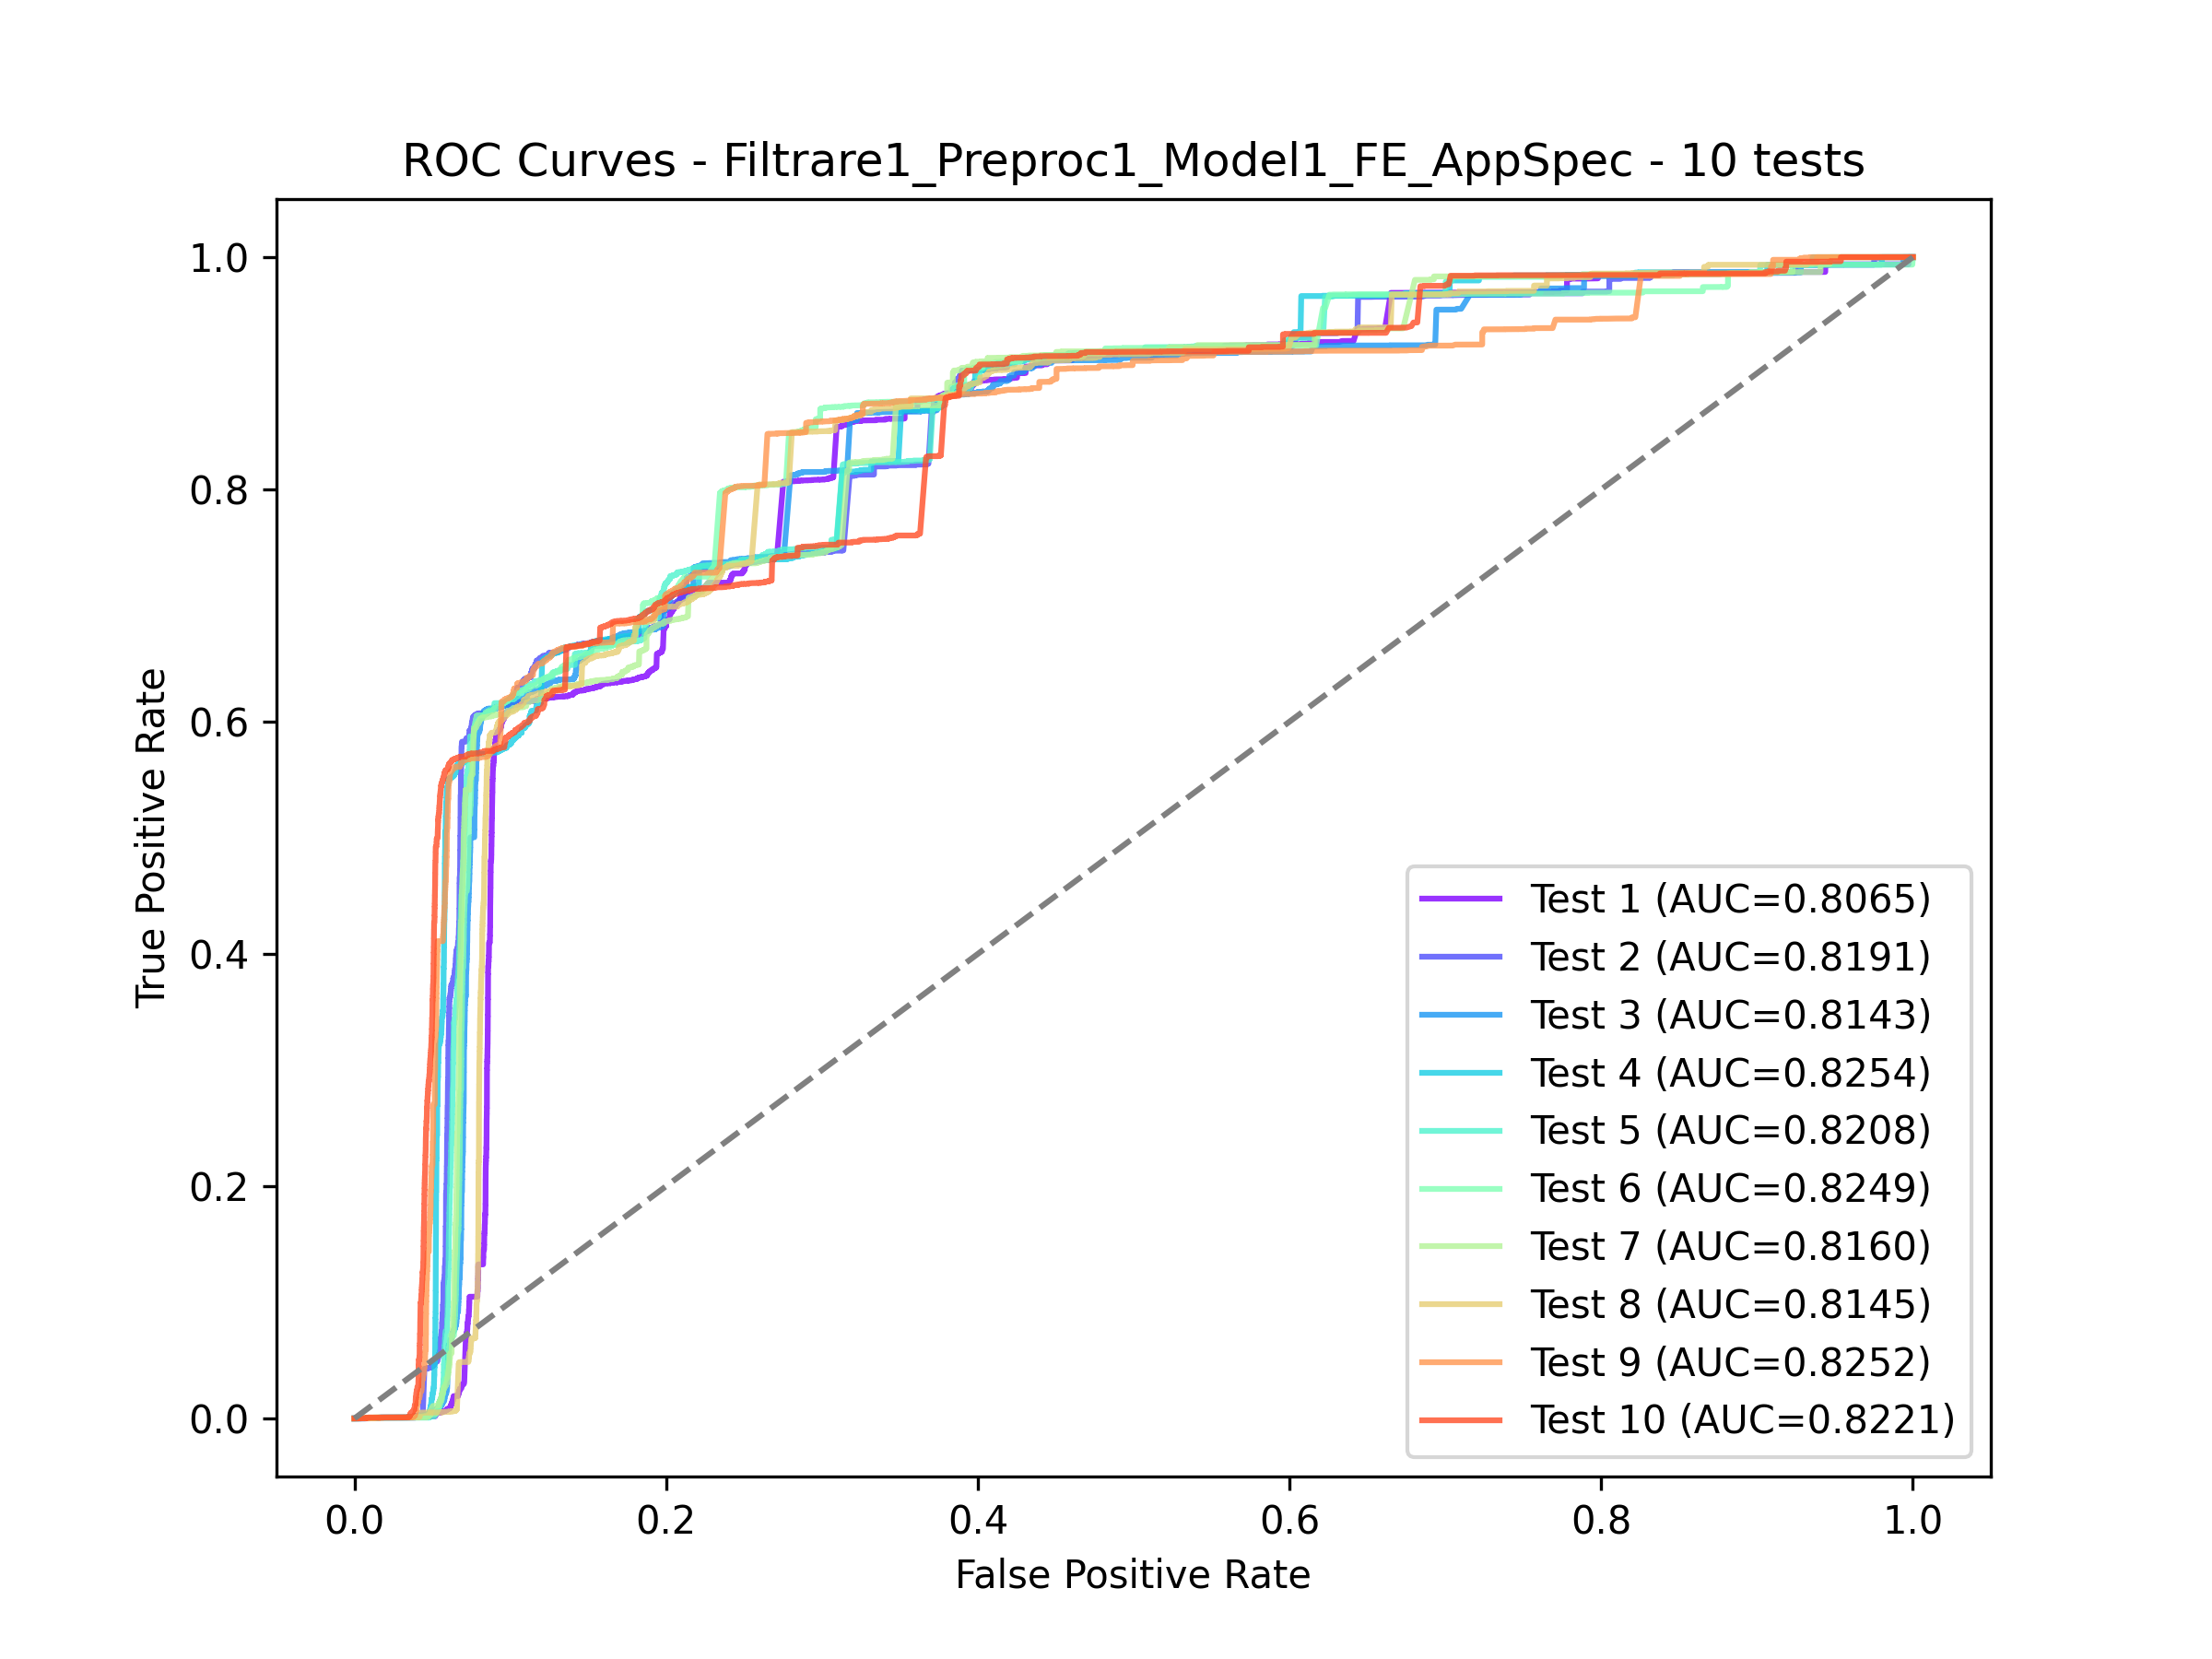 ROC Curves - Filtrare1_Preproc1_Model1_FE_AppSpec - 10 tests
True Positive Rate
1.0
0.8
0.6
0.4
0.2
0.0
Test 1 (AUC=0.8065)
Test 2 (AUC=0.8191)
Test 3 (AUC=0.8143)
Test 4 (AUC=0.8254)
Test 5 (AUC=0.8208)
Test 6 (AUC=0.8249)
Test 7 (AUC=0.8160)
Test 8 (AUC=0.8145)
Test 9 (AUC=0.8252)
Test 10 (AUC=0.8221)
0.0 0.2 0.4 0.6 0.8 1.0
False Positive Rate